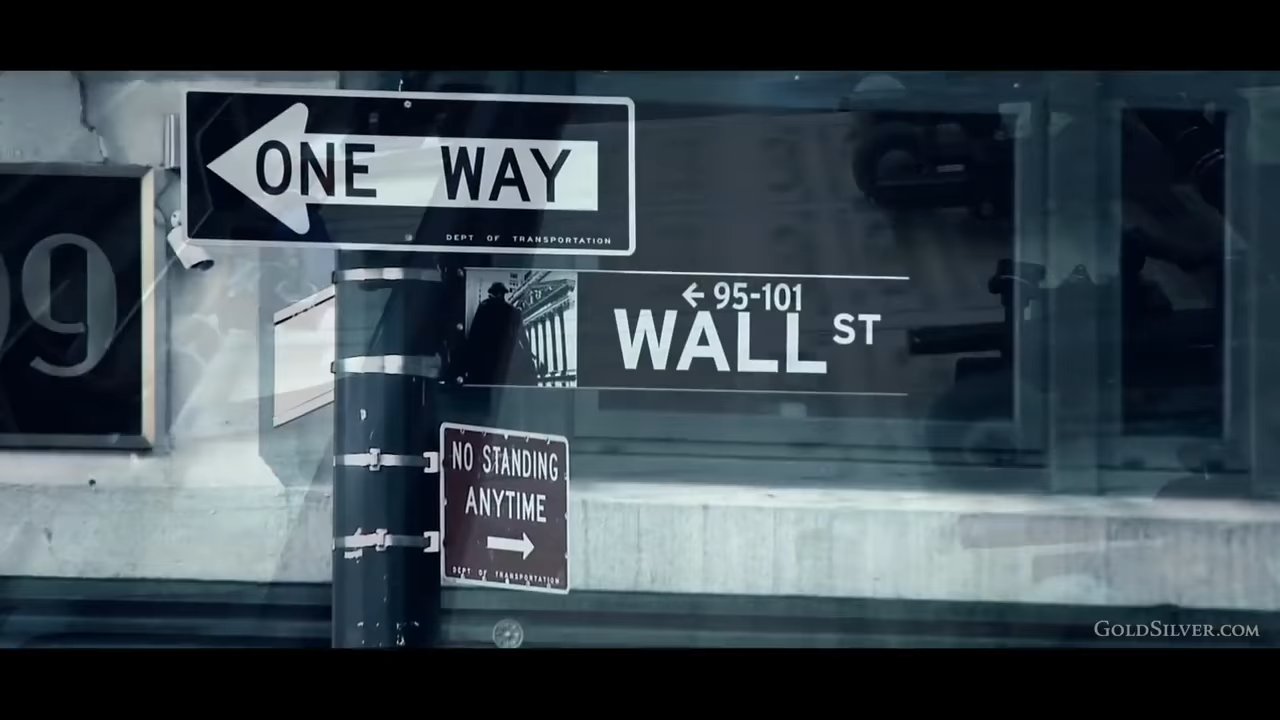 ONE WAY
DEPT OF TRANSPORTATION
99
← 95-101
WALL ST
NO STANDING
ANYTIME
→
DEPT OF TRANSPORTATION
GOLDSILVER.COM